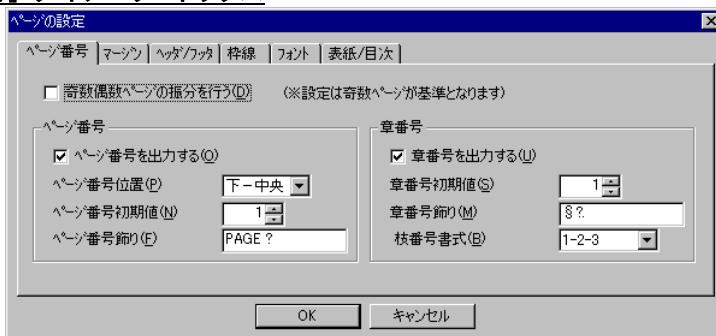 ページの設定
ページ番号 マージン ヘッダ/フッタ 枠線 フォント 表紙/目次
奇数偶数ページの振分を行う(D) (※設定は奇数ページが基準となります)
ページ番号
ページ番号を出力する(O)
ページ番号位置(P) 下-中央
ページ番号初期値(N) 1
ページ番号飾り(F) PAGE ?
章番号
章番号を出力する(U)
章番号初期値(S) 1
章番号飾り(M) §?.
枝番号書式(B) 1-2-3
OK キャンセル